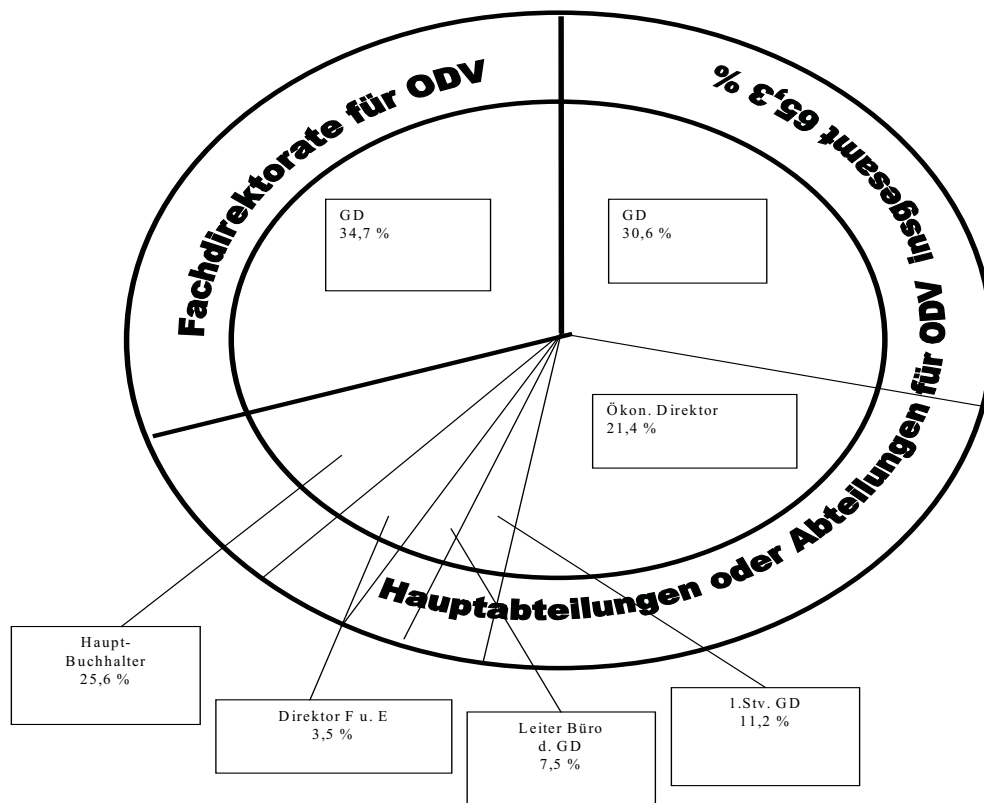 Fachdirektorate für ODV
Hauptabteilungen oder Abteilungen für ODV insgesamt 65,3 %
GD
34,7 %
GD
30,6 %
Ökon. Direktor
21,4 %
Haupt-
Buchhalter
25,6 %
Direktor F u. E
3,5 %
Leiter Büro
d. GD
7,5 %
1.Stv. GD
11,2 %